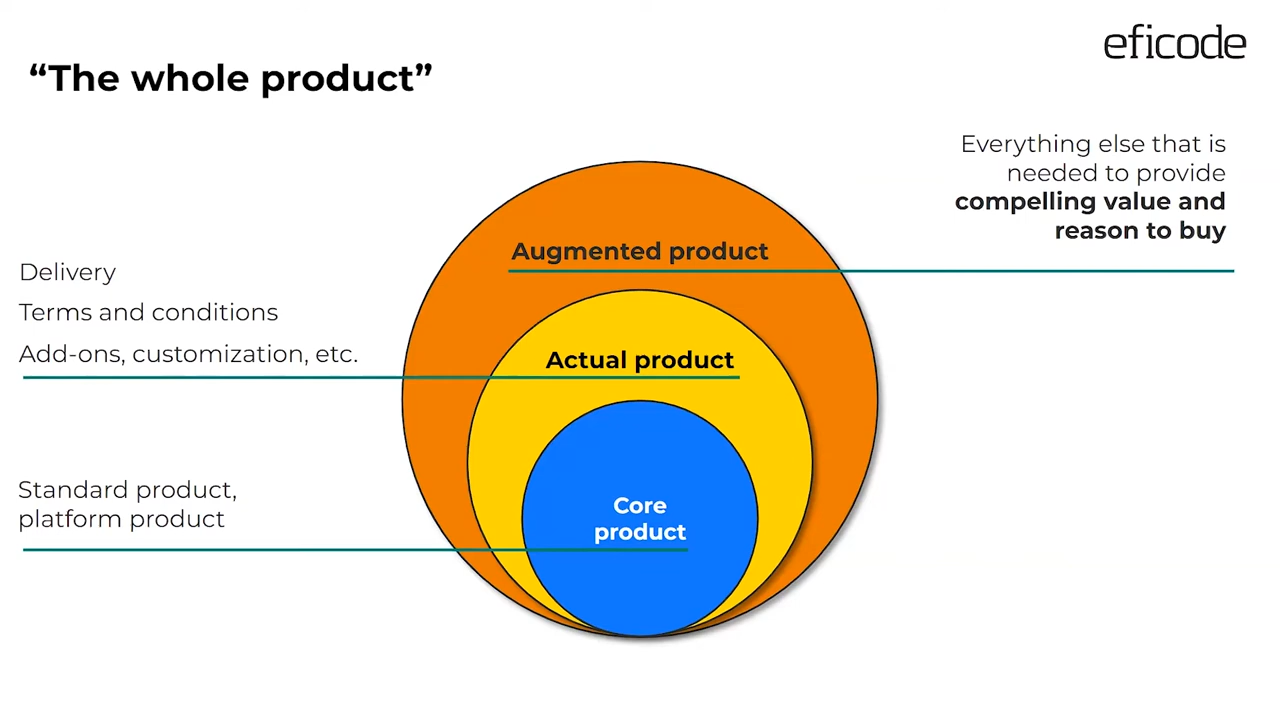 eficode
“The whole product”
Everything else that is
needed to provide
compelling value and
reason to buy
Augmented product
Delivery
Terms and conditions
Add-ons, customization, etc.
Actual product
Standard product,
platform product
Core
product